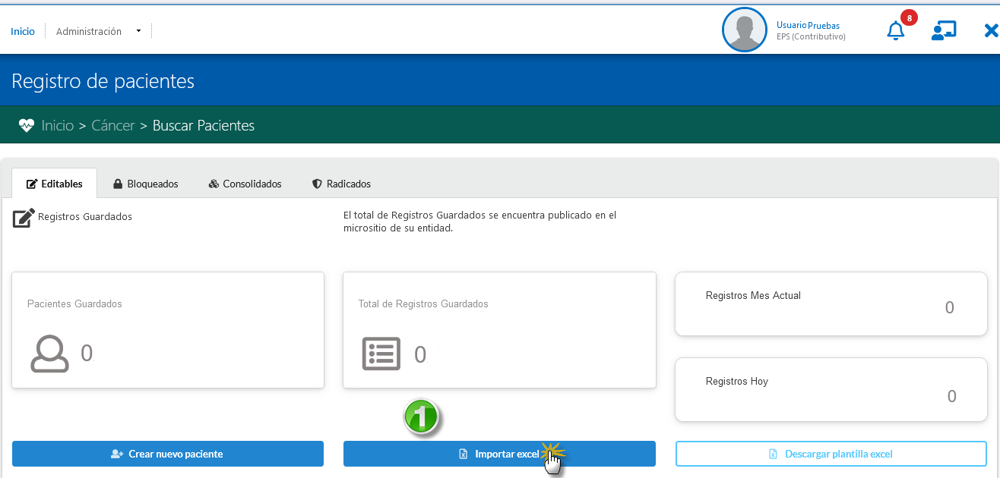 Inicio
Administración
Usuario Pruebas
EPS (Contributivo)
8
Registro de pacientes
Inicio > Cáncer > Buscar Pacientes
Editables
Bloqueados
Consolidados
Radicados
Registros Guardados
El total de Registros Guardados se encuentra publicado en el
micrositio de su entidad.
Pacientes Guardados
0
Total de Registros Guardados
0
Registros Mes Actual
0
Registros Hoy
0
1
Crear nuevo paciente
Importar excel
Descargar plantilla excel